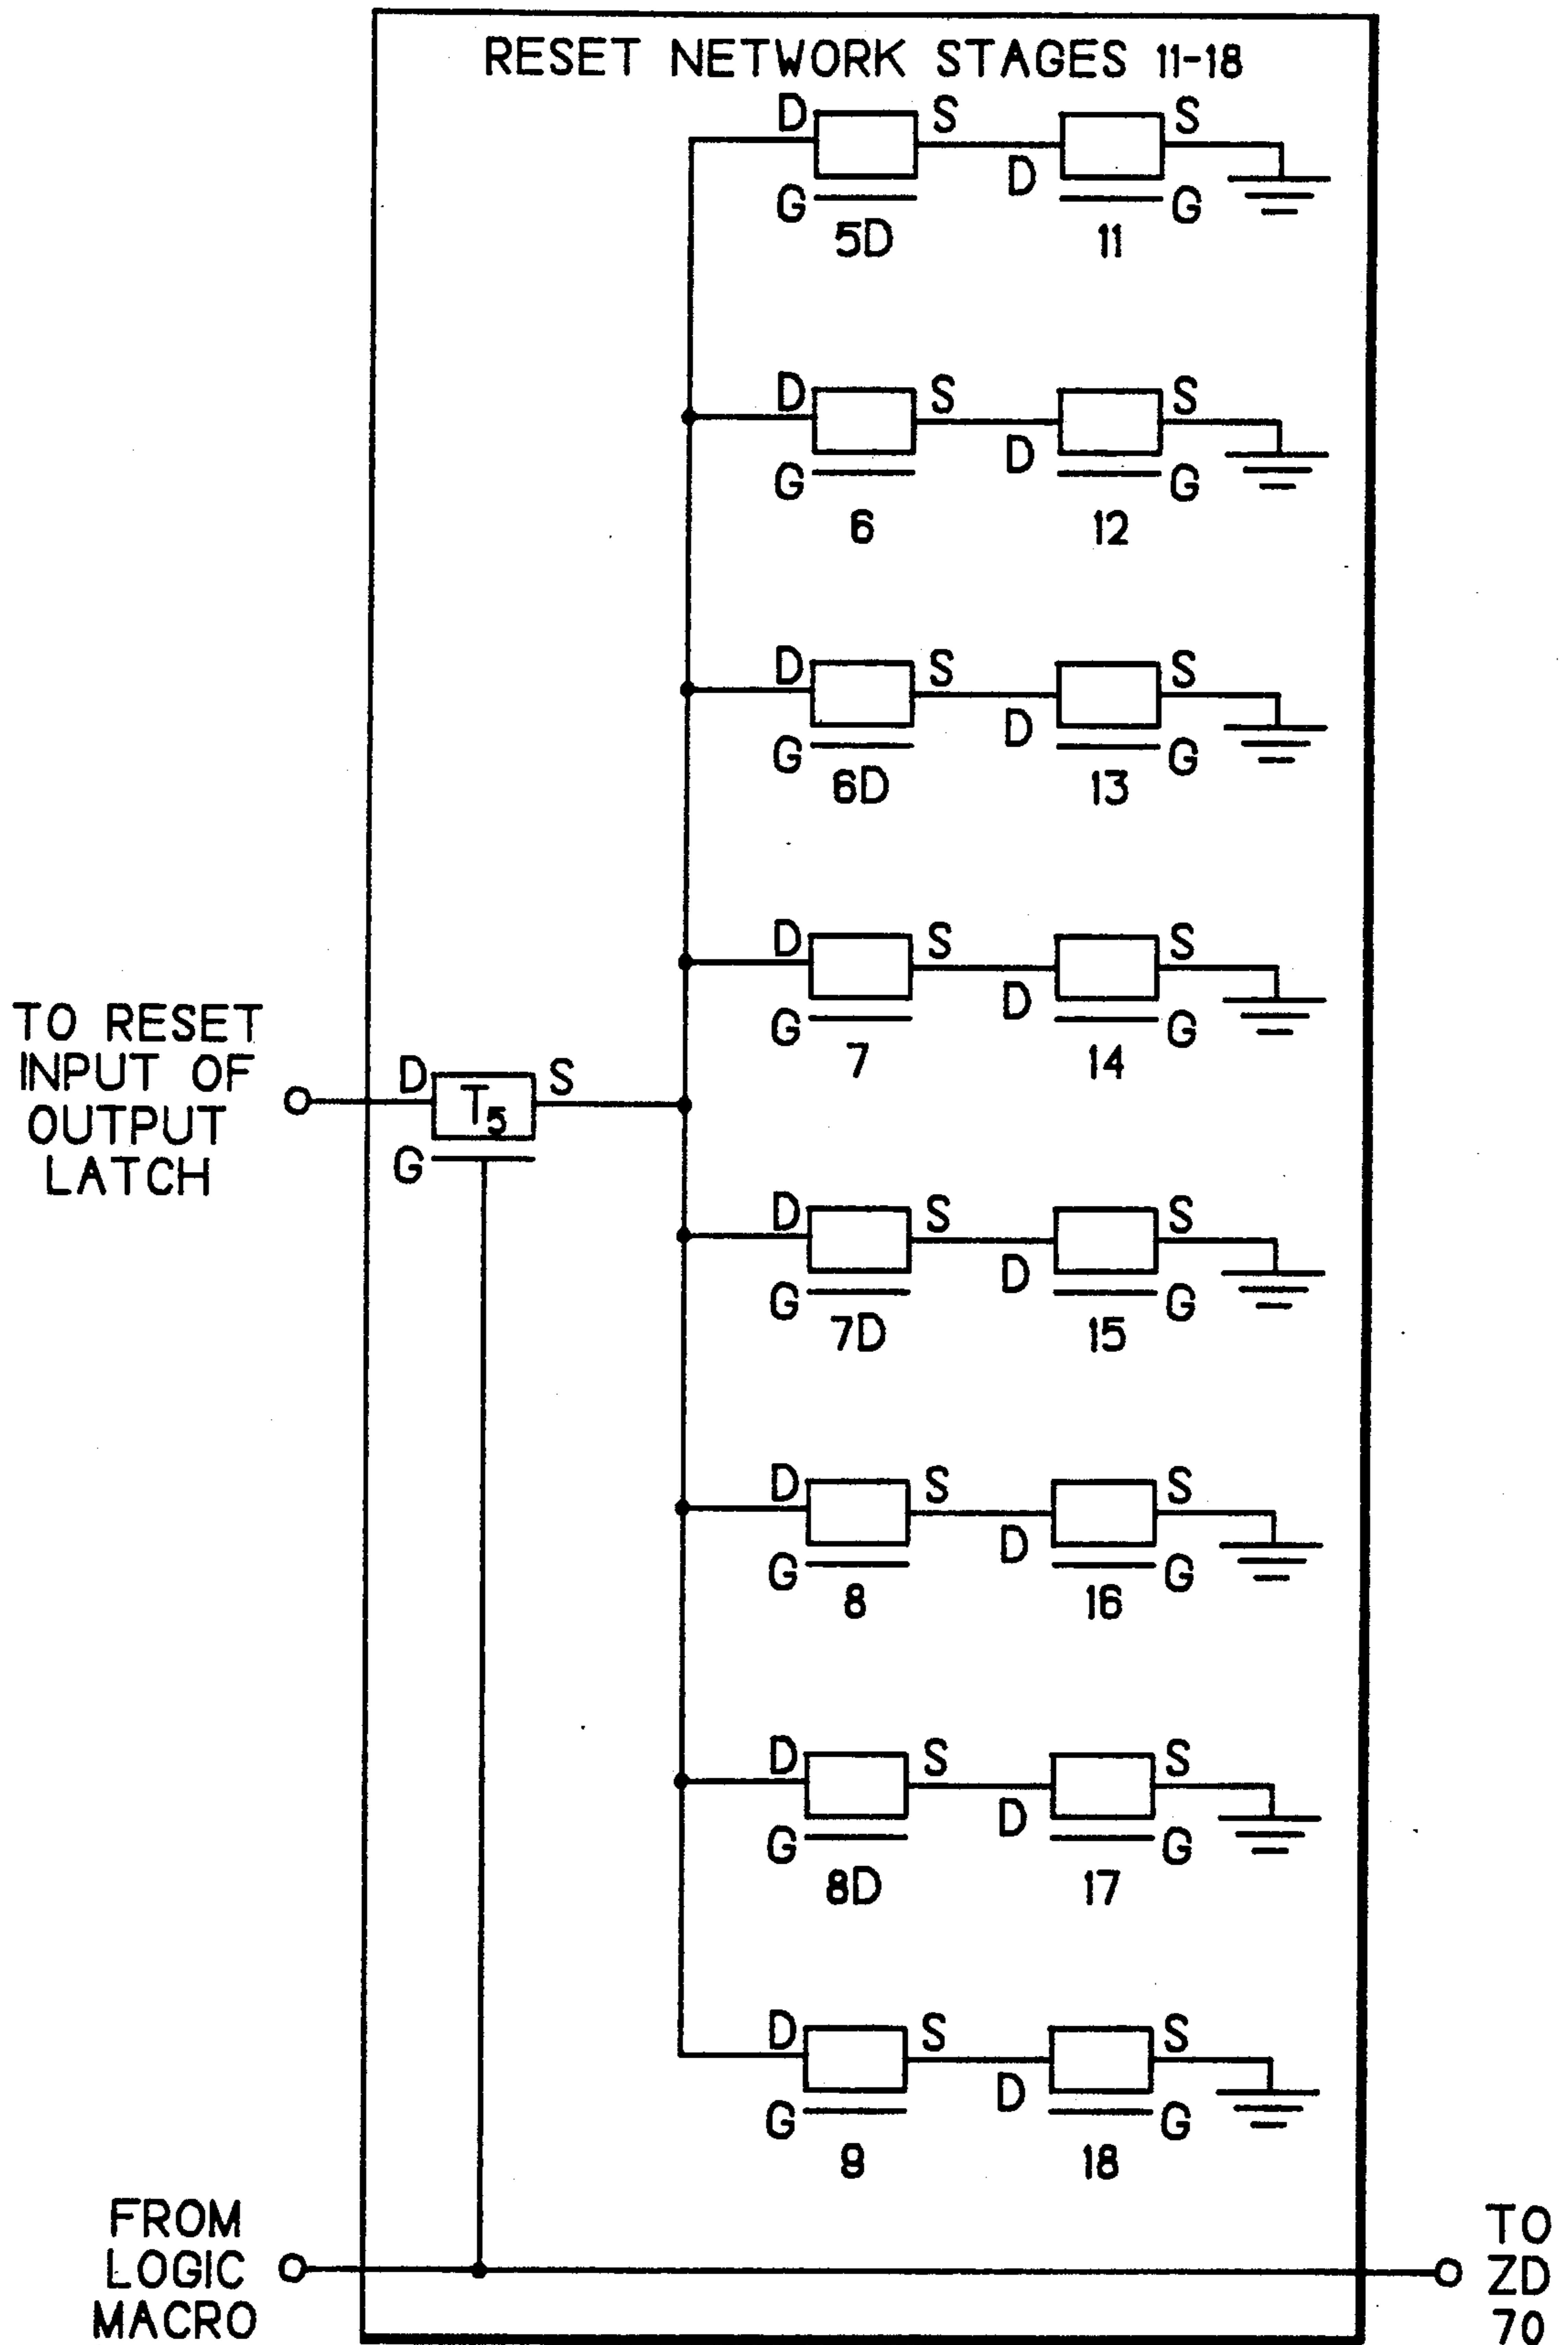 RESET NETWORK STAGES 11-18
D S S
D
G G
5D 11
D S S
D
G G
6 12
D S S
D
G G
6D 13
D S S
D
G G
7 14
TO RESET
INPUT OF
OUTPUT
LATCH
D T5 S
G
D S S
D
G G
7D 15
D S S
D
G G
8 16
D S S
D
G G
8D 17
D S S
D
G G
9 18
FROM
LOGIC
MACRO
TO
ZD
70